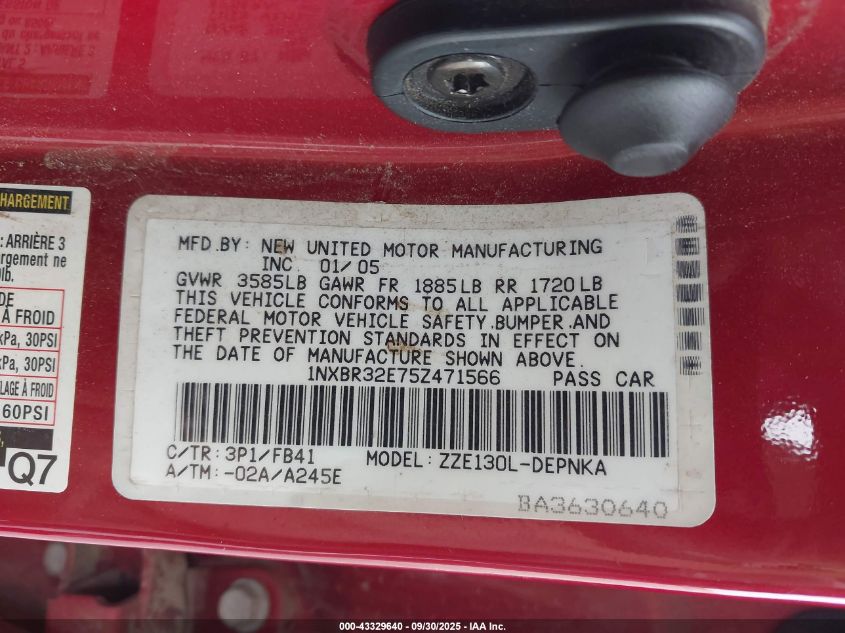 CHARGEMENT
: ARRIÈRE 3
argement ne
DE
À FROID
kPa, 30PSI
kPa, 30PSI
LAGE À FROID
60PSI
Q7
MFD.BY: NEW UNITED MOTOR MANUFACTURING
INC. 01/05
GVWR 3585LB GAWR FR 1885LB RR 1720LB
THIS VEHICLE CONFORMS TO ALL APPLICABLE
FEDERAL MOTOR VEHICLE SAFETY.BUMPER.AND
THEFT PREVENTION STANDARDS IN EFFECT ON
THE DATE OF MANUFACTURE SHOWN ABOVE.
1NXBR32E75Z471566 PASS CAR
C/TR: 3P1/FB41 MODEL: ZZE130L-DEPNKA
A/TM: -02A/A245E
BA3630640
000-43329640 - 09/30/2025 - IAA Inc.